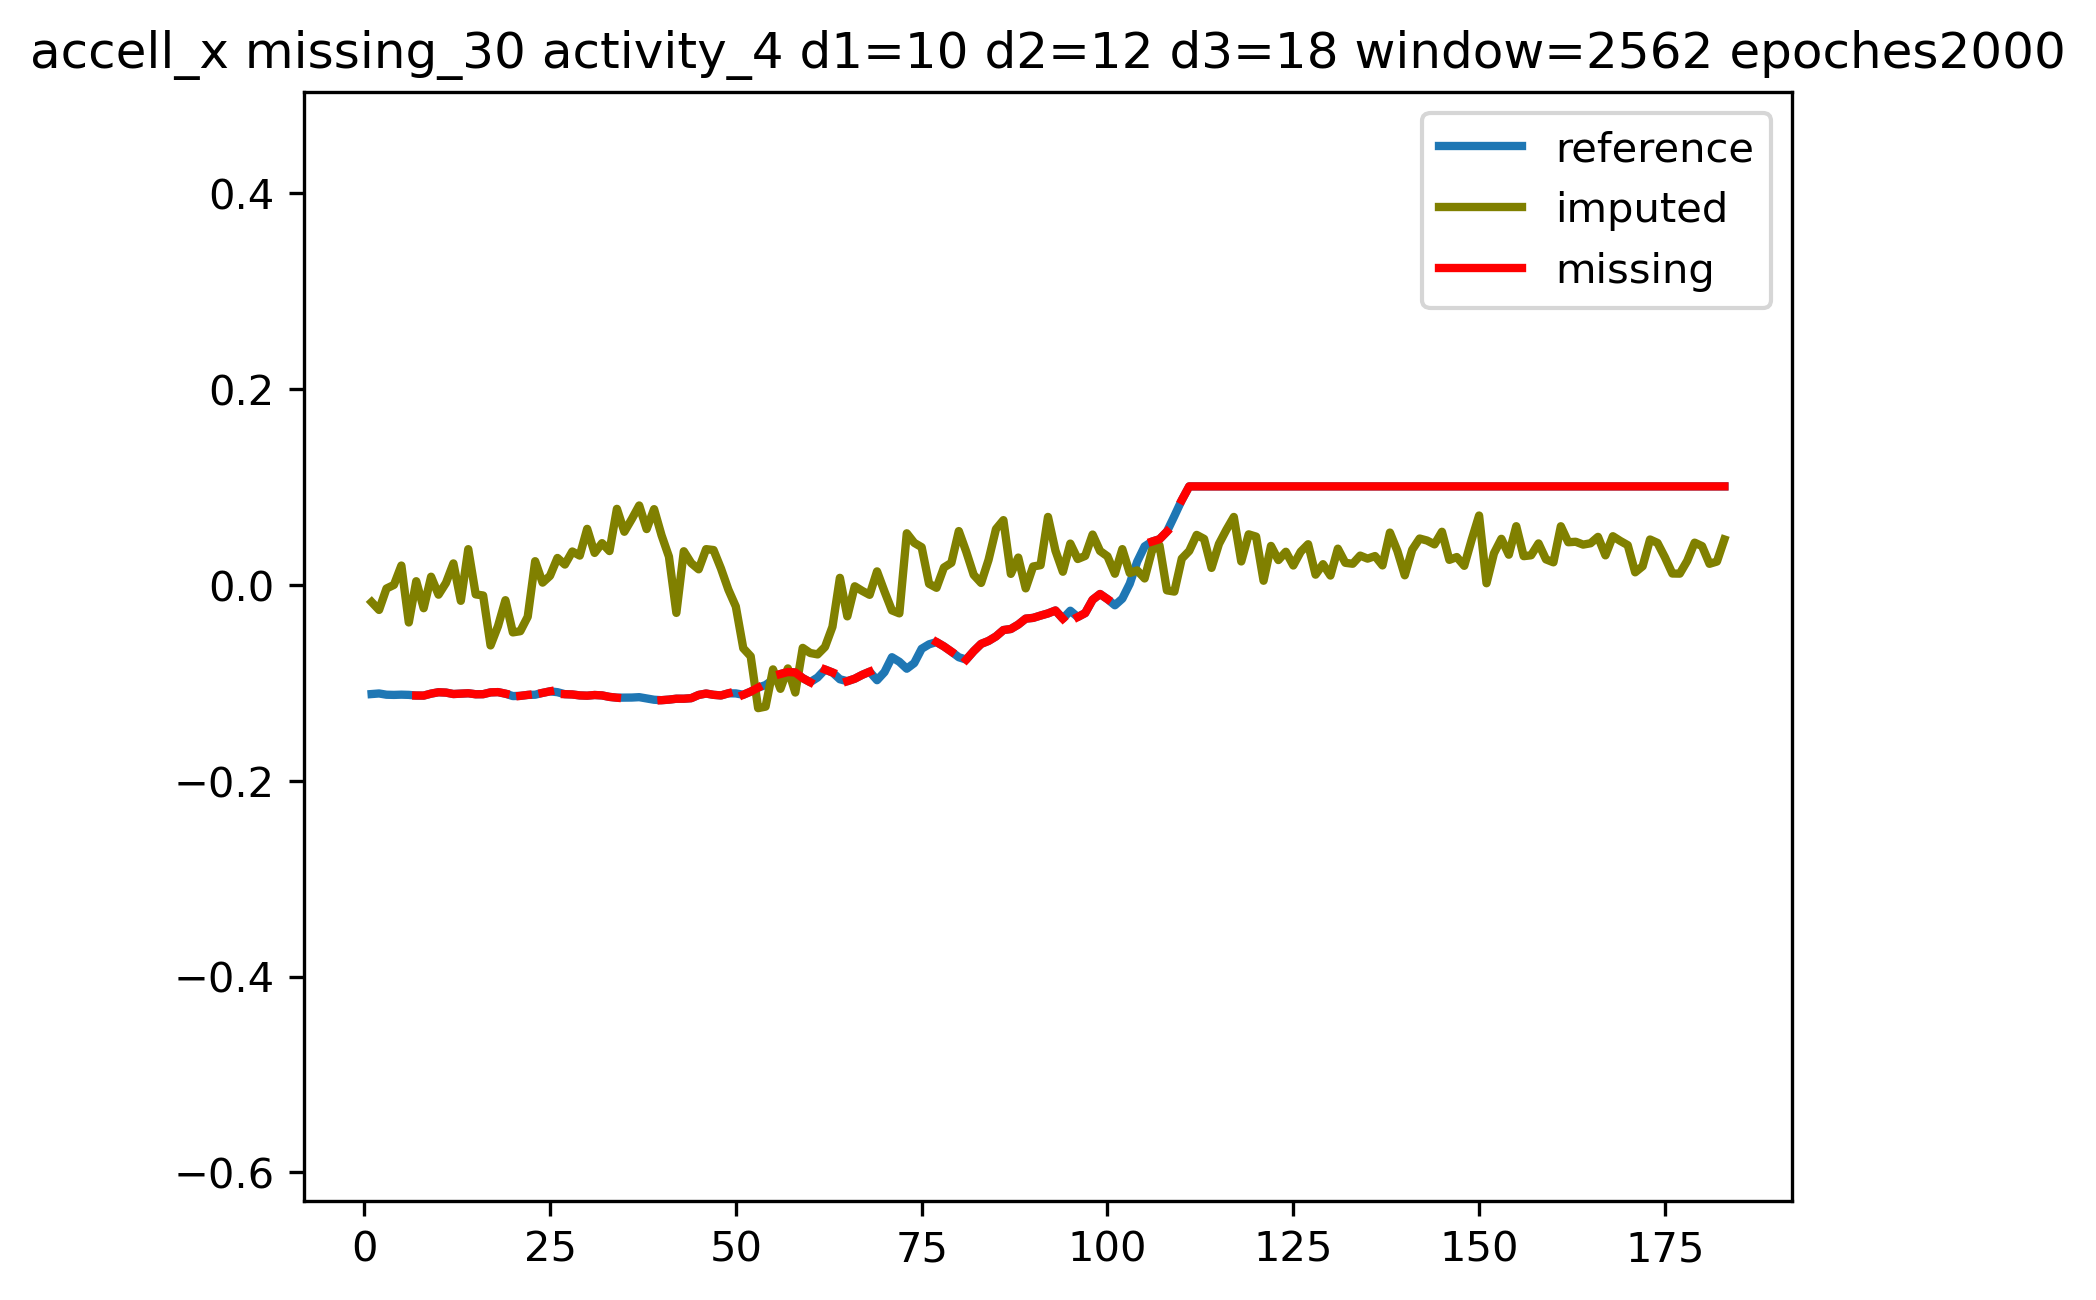 accell_x missing_30 activity_4 d1=10 d2=12 d3=18 window=2562 epoches2000
reference
imputed
missing
0.4
0.2
0.0
−0.2
−0.4
−0.6
0 25 50 75 100 125 150 175